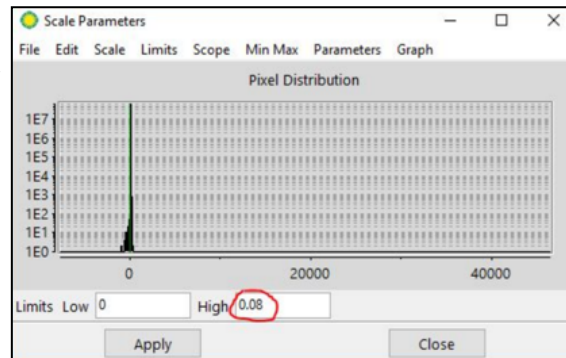 Scale Parameters
File Edit Scale Limits Scope Min Max Parameters Graph
Pixel Distribution
1E7
1E6
1E5
1E4
1E3
1E2
1E1
1E0
0 20000 40000
Limits Low 0 High 0.08
Apply Close